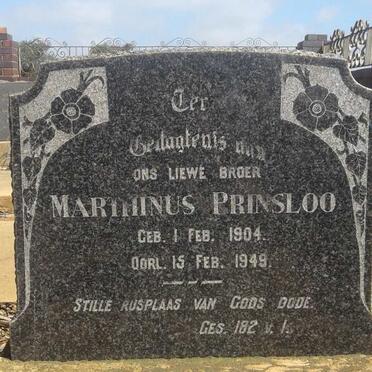 Ter
Gedagtenis aan
ONS LIEWE BROER
MARTHINUS PRINSLOO
GEB. 1 FEB. 1904.
OORL. 15 FEB. 1949.
STILLE RUSPLAAS VAN GODS DODE.
GES. 182 V. 1.